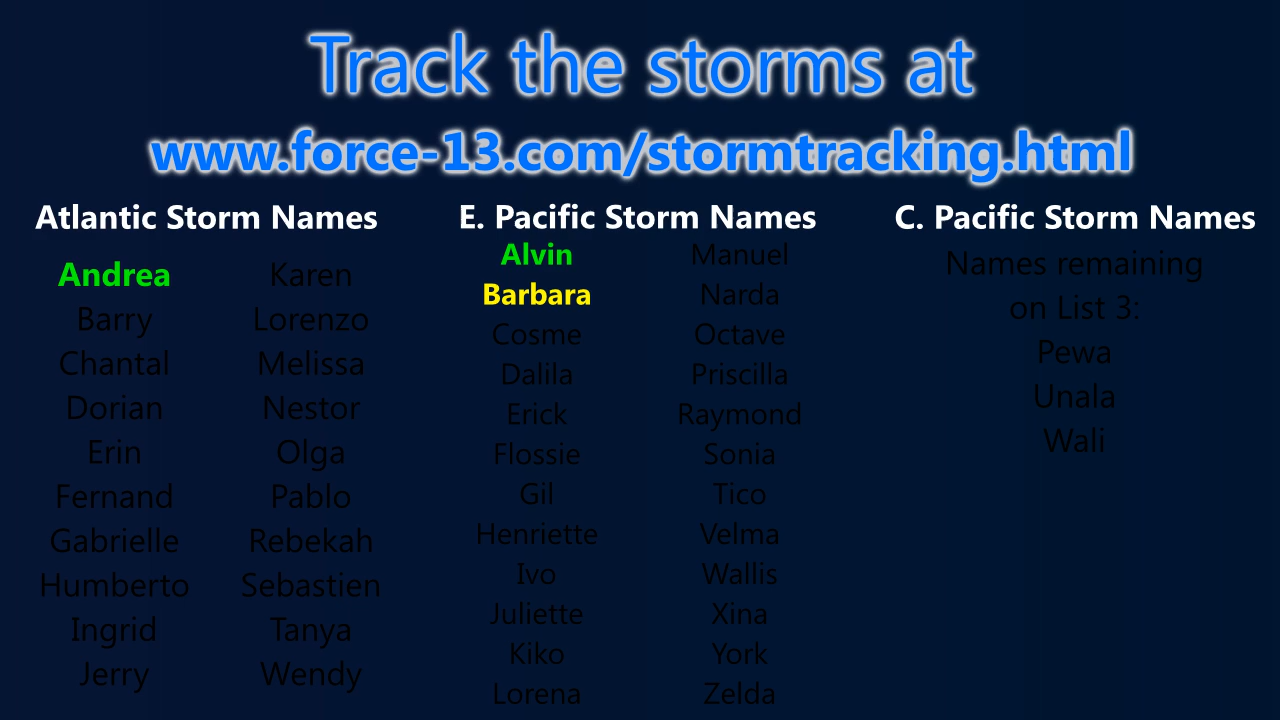 Track the storms at
www.force-13.com/stormtracking.html
Atlantic Storm Names
Andrea
Barry
Chantal
Dorian
Erin
Fernand
Gabrielle
Humberto
Ingrid
Jerry
Karen
Lorenzo
Melissa
Nestor
Olga
Pablo
Rebekah
Sebastien
Tanya
Wendy
E. Pacific Storm Names
Alvin
Barbara
Cosme
Dalila
Erick
Flossie
Gil
Henriette
Ivo
Juliette
Kiko
Lorena
Manuel
Narda
Octave
Priscilla
Raymond
Sonia
Tico
Velma
Wallis
Xina
York
Zelda
C. Pacific Storm Names
Names remaining
on List 3:
Pewa
Unala
Wali